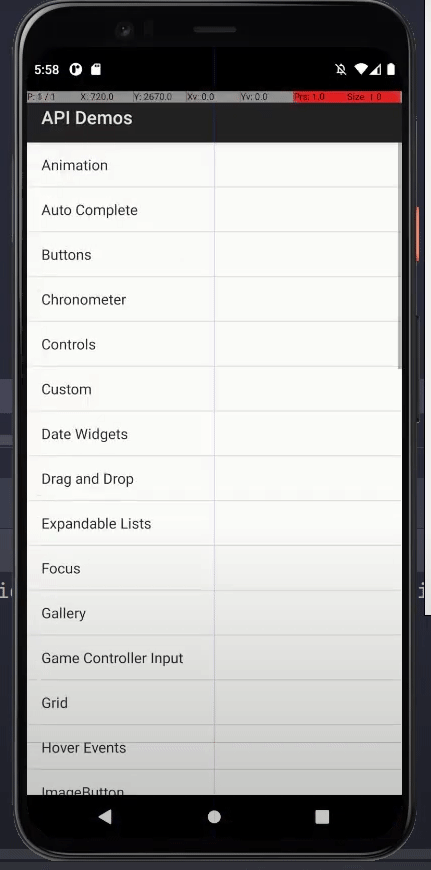 5:58
P: 1 / 1 X: 720.0 Y: 2670.0 Xv: 0.0 Yv: 0.0 Prs: 1.0 Size: 1.0
API Demos
Animation
Auto Complete
Buttons
Chronometer
Controls
Custom
Date Widgets
Drag and Drop
Expandable Lists
Focus
Gallery
Game Controller Input
Grid
Hover Events
ImageButton